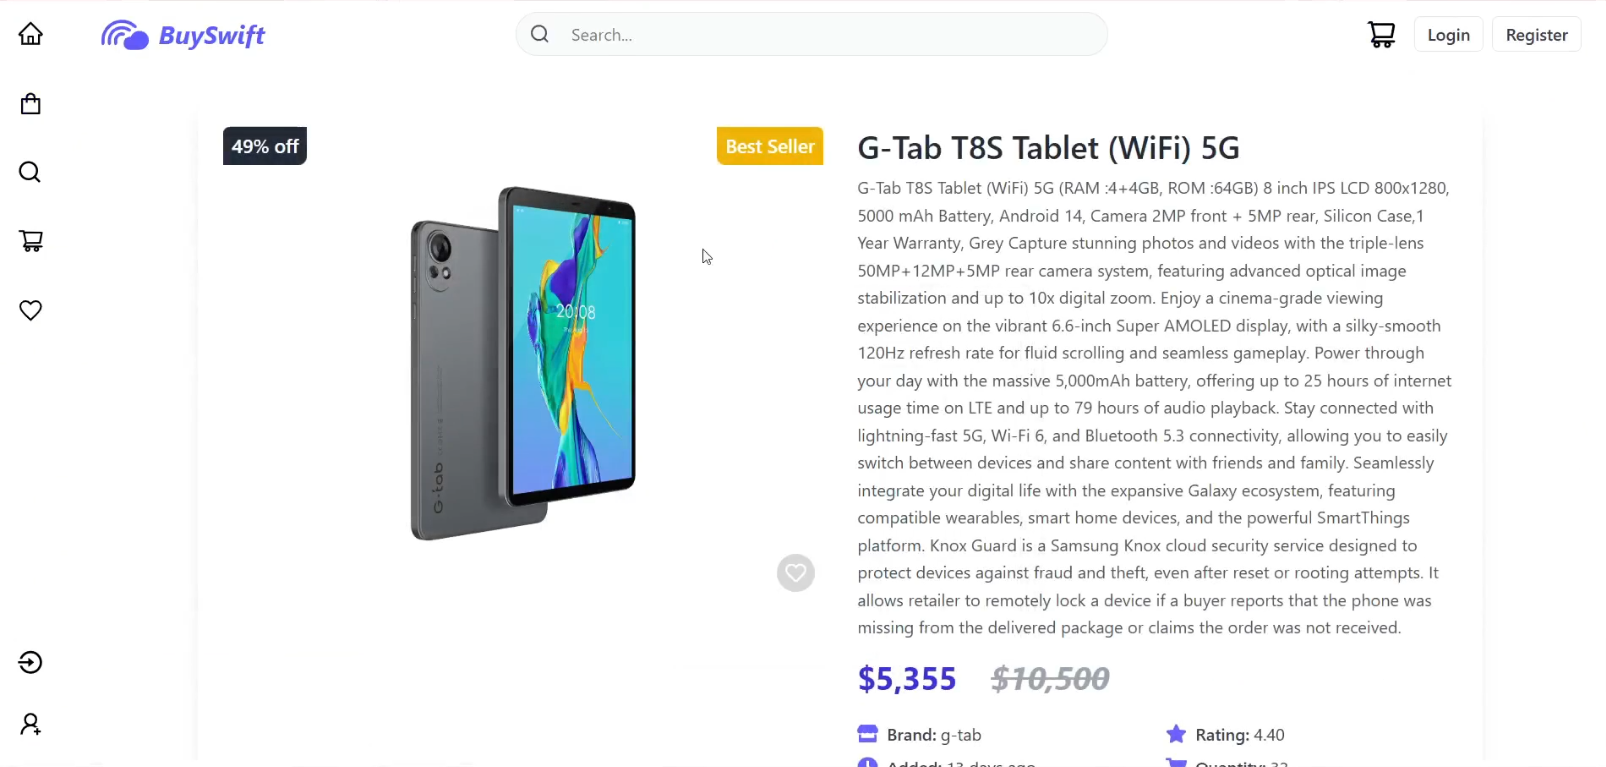 BuySwift
Search...
Login
Register
49% off
Best Seller
20:08
G-tab
G-Tab T8S Tablet (WiFi) 5G
G-Tab T8S Tablet (WiFi) 5G (RAM :4+4GB, ROM :64GB) 8 inch IPS LCD 800x1280,
5000 mAh Battery, Android 14, Camera 2MP front + 5MP rear, Silicon Case,1
Year Warranty, Grey Capture stunning photos and videos with the triple-lens
50MP+12MP+5MP rear camera system, featuring advanced optical image
stabilization and up to 10x digital zoom. Enjoy a cinema-grade viewing
experience on the vibrant 6.6-inch Super AMOLED display, with a silky-smooth
120Hz refresh rate for fluid scrolling and seamless gameplay. Power through
your day with the massive 5,000mAh battery, offering up to 25 hours of internet
usage time on LTE and up to 79 hours of audio playback. Stay connected with
lightning-fast 5G, Wi-Fi 6, and Bluetooth 5.3 connectivity, allowing you to easily
switch between devices and share content with friends and family. Seamlessly
integrate your digital life with the expansive Galaxy ecosystem, featuring
compatible wearables, smart home devices, and the powerful SmartThings
platform. Knox Guard is a Samsung Knox cloud security service designed to
protect devices against fraud and theft, even after reset or rooting attempts. It
allows retailer to remotely lock a device if a buyer reports that the phone was
missing from the delivered package or claims the order was not received.
$5,355 $10,500
Brand: g-tab
Rating: 4.40
Added: 13 days ago
Quantity: 32